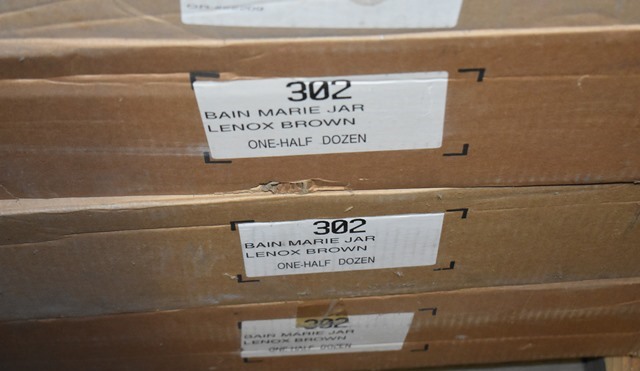 302
BAIN MARIE JAR
LENOX BROWN
ONE-HALF DOZEN
302
BAIN MARIE JAR
LENOX BROWN
ONE-HALF DOZEN
302
BAIN MARIE JAR
LENOX BROWN
ONE-HALF DOZEN